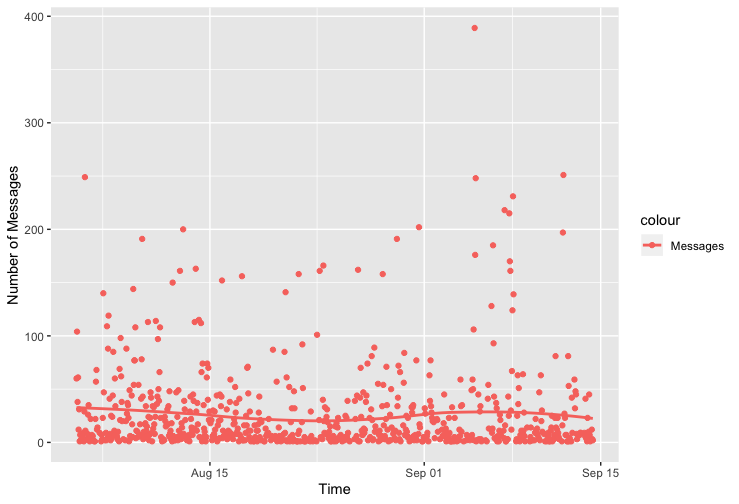 400
300
200
100
0
Number of Messages
Aug 15
Sep 01
Sep 15
Time
colour
Messages